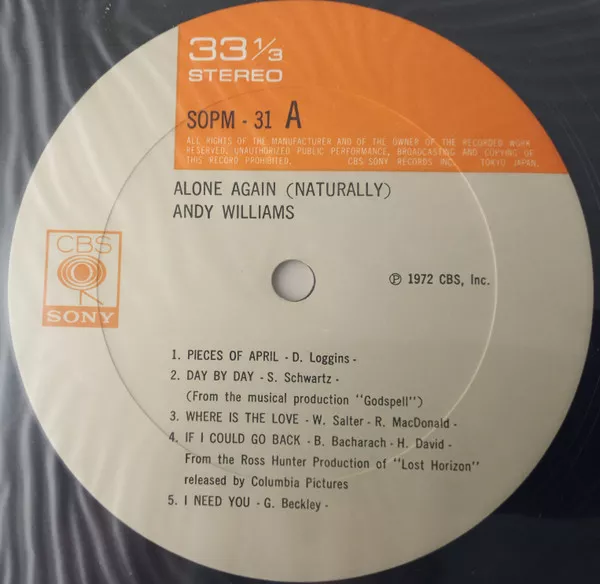 33 1/3
STEREO
SOPM - 31 A
ALL RIGHTS OF THE MANUFACTURER AND OF THE OWNER OF THE RECORDED WORK
RESERVED. UNAUTHORIZED PUBLIC PERFORMANCE, BROADCASTING AND COPYING OF
THIS RECORD PROHIBITED. CBS/SONY RECORDS INC. TOKYO JAPAN.
ALONE AGAIN (NATURALLY)
ANDY WILLIAMS
CBS
SONY
℗ 1972 CBS, Inc.
1. PIECES OF APRIL - D. Loggins -
2. DAY BY DAY - S. Schwartz -
(From the musical production "Godspell")
3. WHERE IS THE LOVE - W. Salter - R. MacDonald -
4. IF I COULD GO BACK - B. Bacharach - H. David -
From the Ross Hunter Production of "Lost Horizon"
released by Columbia Pictures
5. I NEED YOU - G. Beckley -